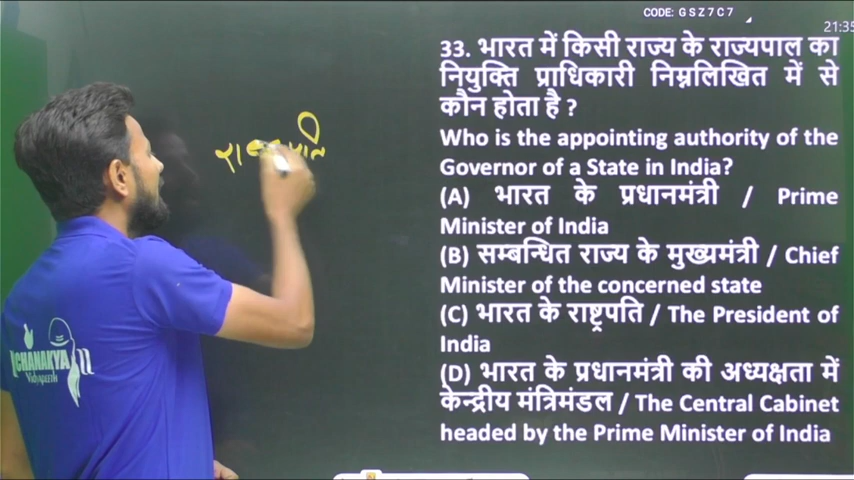 CODE: G S Z 7 C 7
21:35
33. भारत में किसी राज्य के राज्यपाल का
नियुक्ति प्राधिकारी निम्नलिखित में से
कौन होता है ?
Who is the appointing authority of the
Governor of a State in India?
(A) भारत के प्रधानमंत्री / Prime
Minister of India
(B) सम्बन्धित राज्य के मुख्यमंत्री / Chief
Minister of the concerned state
(C) भारत के राष्ट्रपति / The President of
India
(D) भारत के प्रधानमंत्री की अध्यक्षता में
केन्द्रीय मंत्रिमंडल / The Central Cabinet
headed by the Prime Minister of India
CHANAKYA
Vidyapeeth